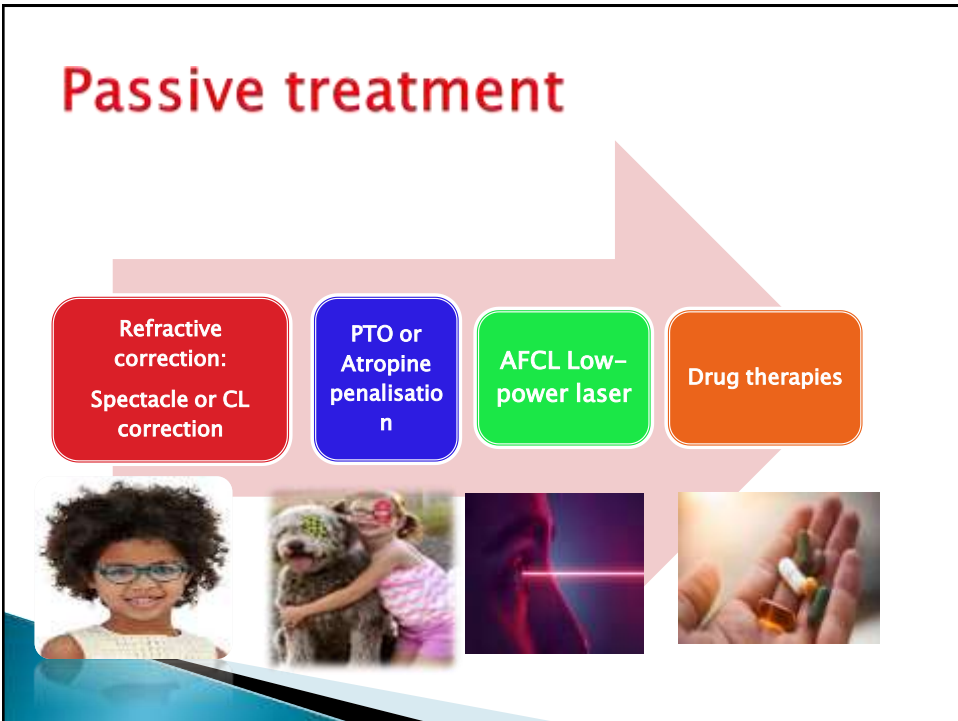 Passive treatment
Refractive
correction:
Spectacle or CL
correction
PTO or
Atropine
penalisatio
n
AFCL Low-
power laser
Drug therapies